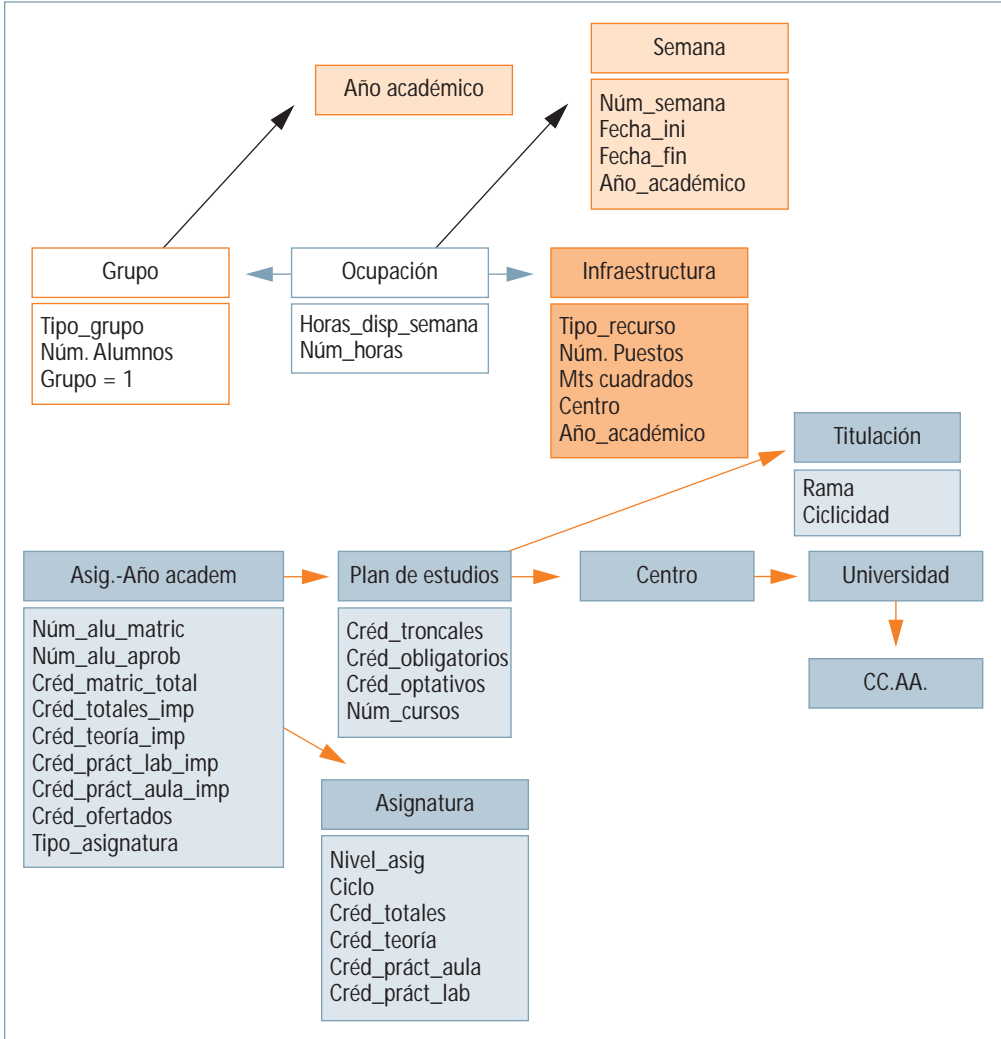 Semana
Año académico
Núm_semana
Fecha_ini
Fecha_fin
Año_académico
Grupo
Ocupación
Infraestructura
Tipo_grupo
Núm. Alumnos
Grupo = 1
Horas_disp_semana
Núm_horas
Tipo_recurso
Núm. Puestos
Mts cuadrados
Centro
Año_académico
Titulación
Rama
Ciclicidad
Asig.-Año academ
Plan de estudios
Centro
Universidad
Núm_alu_matric
Núm_alu_aprob
Créd_matric_total
Créd_totales_imp
Créd_teoría_imp
Créd_práct_lab_imp
Créd_práct_aula_imp
Créd_ofertados
Tipo_asignatura
Créd_troncales
Créd_obligatorios
Créd_optativos
Núm_cursos
CC.AA.
Asignatura
Nivel_asig
Ciclo
Créd_totales
Créd_teoría
Créd_práct_aula
Créd_práct_lab